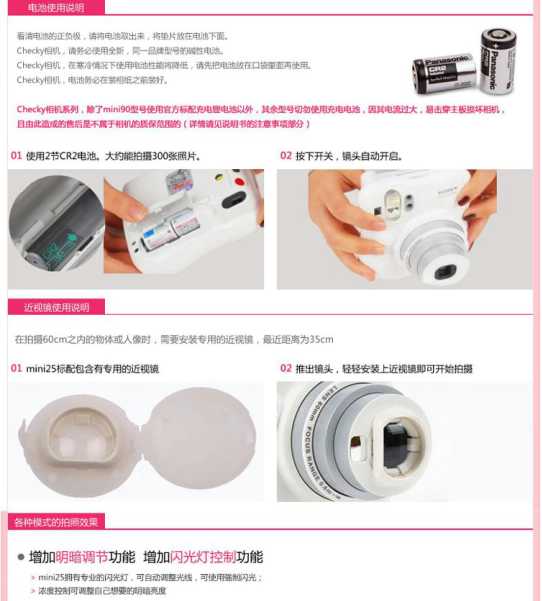 电池使用说明
看清电池的正负极，请将电池取出来，将垫片放在电池下面。
Checky相机，请务必使用全新，同一品牌型号的碱性电池。
Checky相机，在寒冷情况下使用电池性能将降低，请先把电池放在口袋里面再使用。
Checky相机，电池务必在装相纸之前装好。
Panasonic
CR2
Panasonic
Checky相机系列，除了mini90型号使用官方标配充电锂电池以外，其余型号切勿使用充电电池，因其电流过大，易击穿主板损坏相机，
且由此造成的售后是不属于相机的质保范围的（详情请见说明书的注意事项部分）
01 使用2节CR2电池。大约能拍摄300张照片。
02 按下开关，镜头自动开启。
CR2
近视镜使用说明
在拍摄60cm之内的物体或人像时，需要安装专用的近视镜，最近距离为35cm
01 mini25标配包含有专用的近视镜
02 推出镜头，轻轻安装上近视镜即可开始拍摄
LENS 60mm FOCUS RANGE
各种模式的拍照效果
● 增加明暗调节功能 增加闪光灯控制功能
> mini25拥有专业的闪光灯，可自动调整光线，可使用强制闪光；
> 浓度控制可调整自己想要的明暗亮度